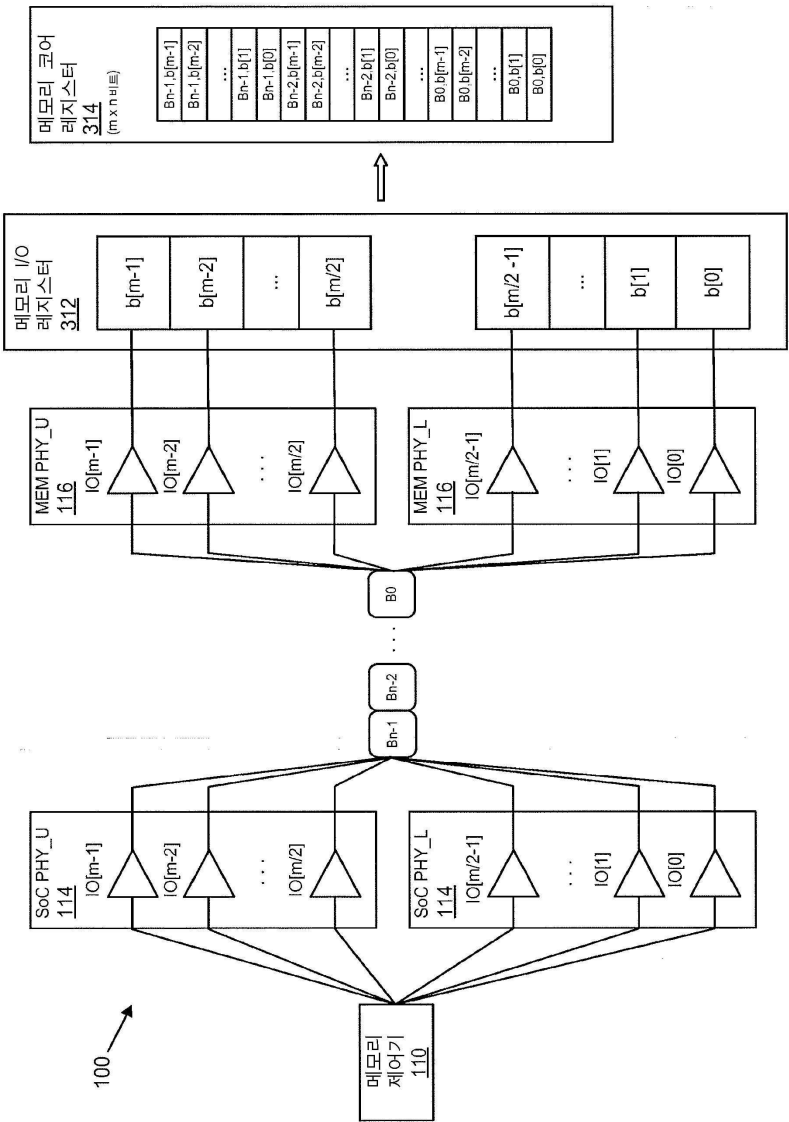 100
메모리
제어기
110
SoC PHY_U
114
IO[m-1]
IO[m-2]
...
IO[m/2]
SoC PHY_L
114
IO[m/2-1]
...
IO[1]
IO[0]
Bn-1
Bn-2
...
B0
MEM PHY_U
116
IO[m-1]
IO[m-2]
...
IO[m/2]
MEM PHY_L
116
IO[m/2-1]
...
IO[1]
IO[0]
메모리 I/O
레지스터
312
b[m-1]
b[m-2]
...
b[m/2]
b[m/2 -1]
...
b[1]
b[0]
메모리 코어
레지스터
314
(m x n 비트)
Bn-1,b[m-1]
Bn-1,b[m-2]
...
Bn-1,b[1]
Bn-1,b[0]
Bn-2,b[m-1]
Bn-2,b[m-2]
...
Bn-2,b[1]
Bn-2,b[0]
...
B0,b[m-1]
B0,b[m-2]
...
B0,b[1]
B0,b[0]